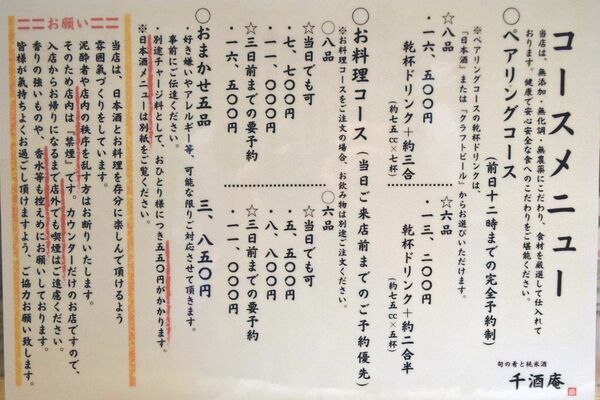 コースメニュー
旬の肴と純米酒
千酒庵
当店は、無添加・無化調・無農薬にこだわり、食材を厳選して仕入れて
おります。健康で安心安全な食へのこだわりをご堪能ください。
○ペアリングコース（前日十二時までの完全予約制）
※ペアリングコースの乾杯ドリンクは、
「日本酒」または「クラフトビール」からお選びいただけます。
☆八品
・一六、五〇〇円
乾杯ドリンク＋約三合
（約七五cc×七杯）
☆六品
・一三、二〇〇円
乾杯ドリンク＋約二合半
（約七五cc×五杯）
○お料理コース（当日ご来店前までのご予約優先）
※お料理コースをご注文の場合、お飲み物は別途ご注文ください。
○八品
☆当日でも可
・七、七〇〇円
☆三日前までの要予約
・一六、五〇〇円
○六品
☆当日でも可
・五、五〇〇円
・八、八〇〇円
☆三日前までの要予約
・一一、〇〇〇円
○おまかせ五品　三、八五〇円
・好き嫌いやアレルギー等、可能な限りご対応させて頂きます。
事前にご伝達ください。
・別途チャージ料として、お一人様につき五五〇円がかかります。
※日本酒メニューは別紙をご覧ください。
＝＝お願い＝＝
当店は、日本酒とお料理を存分に楽しんで頂けるよう
雰囲気づくりをしています。
泥酔者や店内の秩序を乱す方はお断りいたします。
そのため店内は「禁煙」です。カウンターだけのお店ですので、
入店からお帰りになるまで店外でも喫煙はご遠慮ください。
香りの強いものや、香水等も控えめにお願いしております。
皆様が気持ちよくお過ごし頂けますよう、ご協力お願い致します。